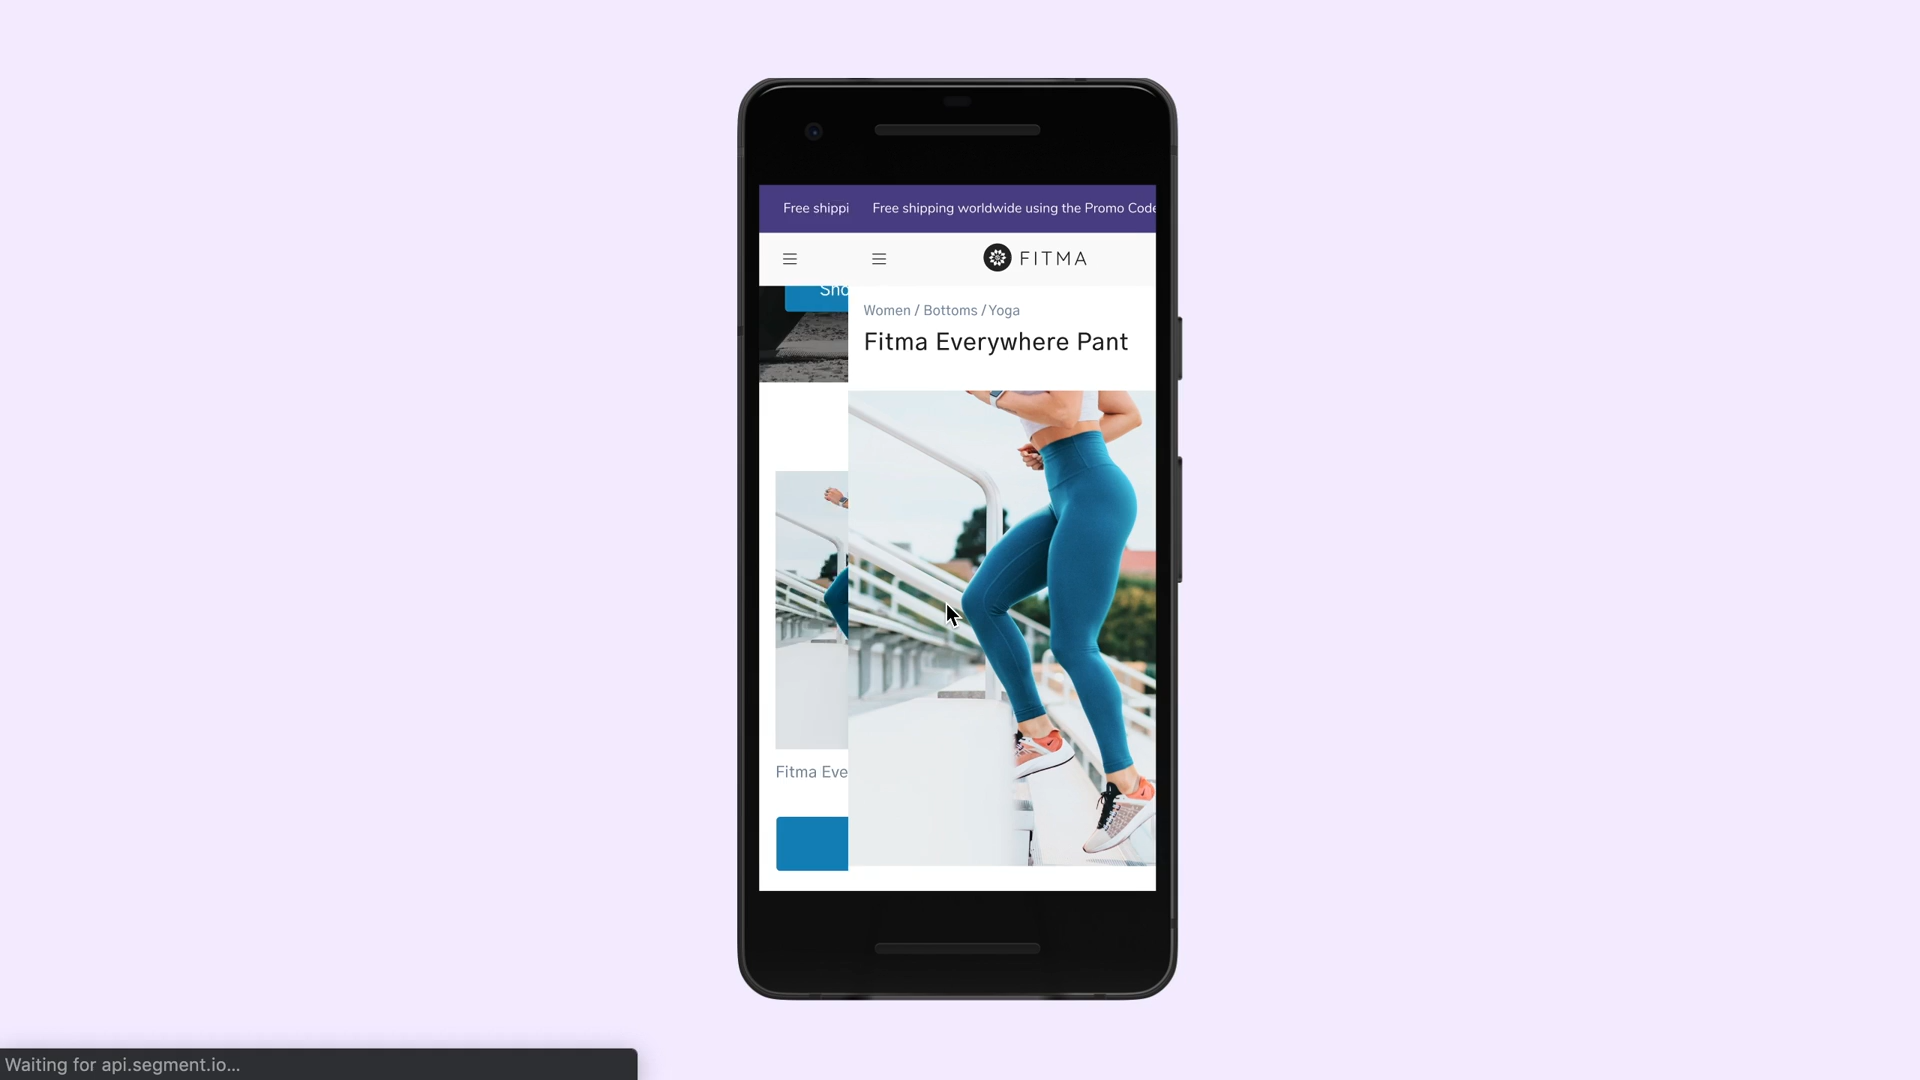 Free shippi
Free shipping worldwide using the Promo Code
FITMA
Sho
Women / Bottoms / Yoga
Fitma Everywhere Pant
Fitma Eve
Waiting for api.segment.io...